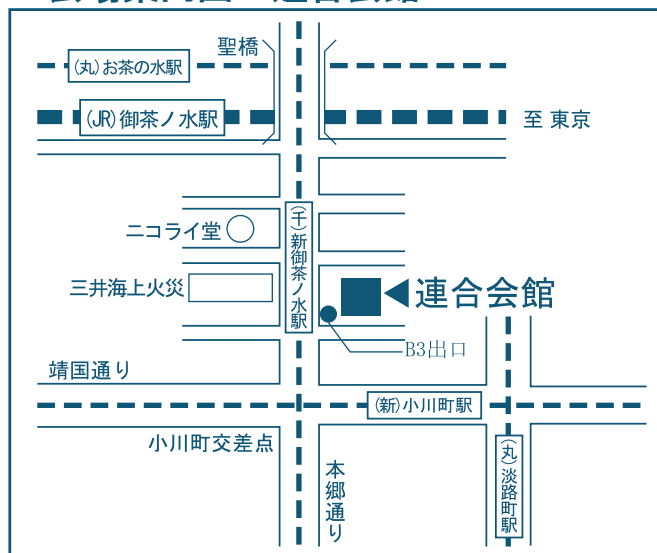 聖橋
(丸)お茶の水駅
(JR)御茶ノ水駅
至 東京
ニコライ堂
(千)新御茶ノ水駅
三井海上火災
連合会館
B3出口
靖国通り
(新)小川町駅
小川町交差点
本郷通り
(丸)淡路町駅